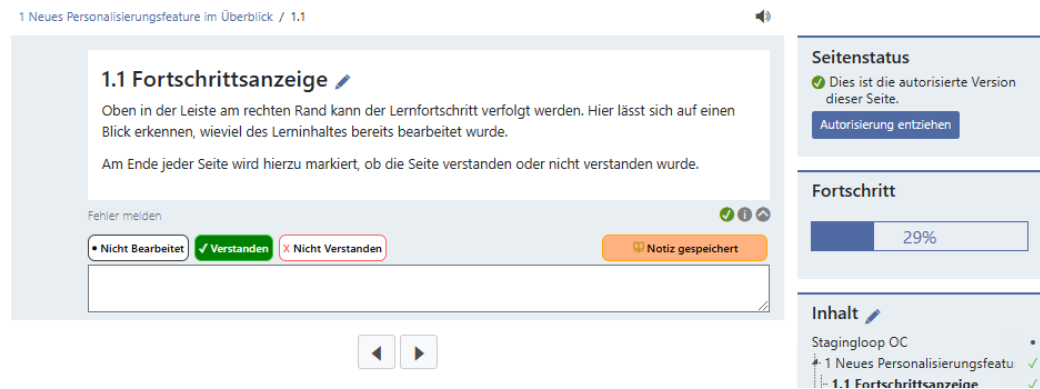 1 Neues Personalisierungsfeature im Überblick / 1.1
1.1 Fortschrittsanzeige
Oben in der Leiste am rechten Rand kann der Lernfortschritt verfolgt werden. Hier lässt sich auf einen
Blick erkennen, wieviel des Lerninhaltes bereits bearbeitet wurde.
Am Ende jeder Seite wird hierzu markiert, ob die Seite verstanden oder nicht verstanden wurde.
Fehler melden
• Nicht Bearbeitet ✓ Verstanden X Nicht Verstanden Notiz gespeichert
Seitenstatus
Dies ist die autorisierte Version
dieser Seite.
Autorisierung entziehen
Fortschritt
29%
Inhalt
Stagingloop OC •
1 Neues Personalisierungsfeatu ✓
1.1 Fortschrittsanzeige ✓